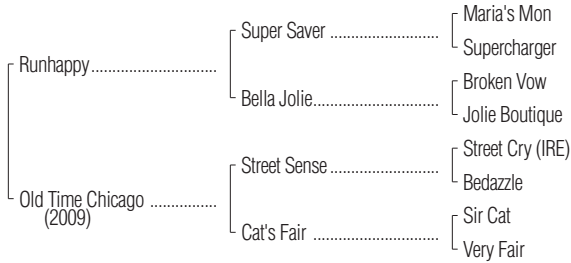 Maria's Mon
Super Saver ......................
Supercharger
Runhappy .........................
Broken Vow
Bella Jolie .........................
Jolie Boutique
Street Cry (IRE)
Street Sense ......................
Bedazzle
Old Time Chicago ..............
(2009)
Sir Cat
Cat's Fair .........................
Very Fair